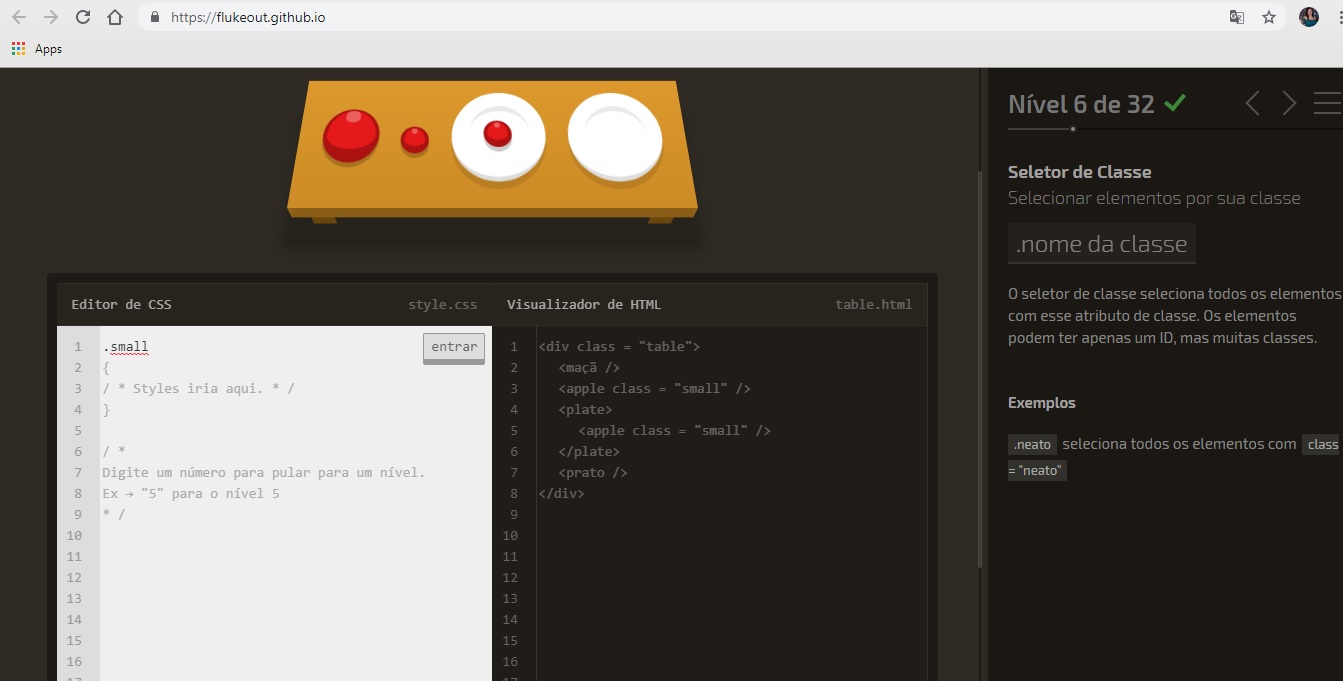 https://flukeout.github.io
Apps
Editor de CSS style.css
1 .small
2 {
3 / * Styles iria aqui. * /
4 }
5
6 / *
7 Digite um número para pular para um nível.
8 Ex → "5" para o nível 5
9 * /
10
11
12
13
14
15
16
17
entrar
Visualizador de HTML table.html
1 <div class = "table">
2 <maçã />
3 <apple class = "small" />
4 <plate>
5 <apple class = "small" />
6 </plate>
7 <prato />
8 </div>
9
10
11
12
13
14
15
16
17
Nível 6 de 32
Seletor de Classe
Selecionar elementos por sua classe
.nome da classe
O seletor de classe seleciona todos os elementos
com esse atributo de classe. Os elementos
podem ter apenas um ID, mas muitas classes.
Exemplos
.neato seleciona todos os elementos com class
= "neato"